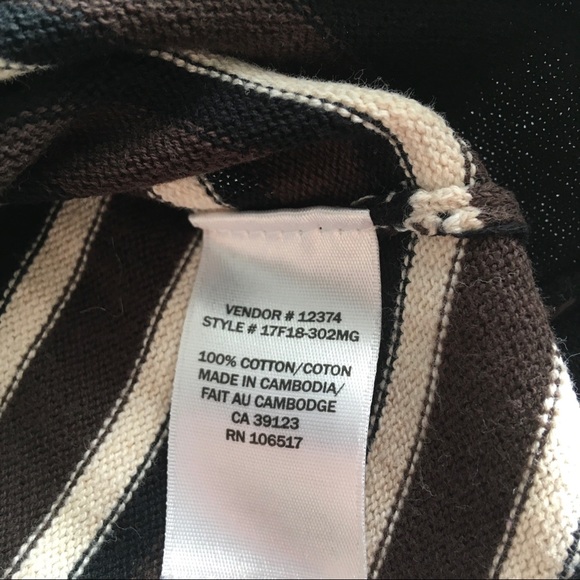 VENDOR # 12374
STYLE # 17F18-302MG
100% COTTON/COTON
MADE IN CAMBODIA/
FAIT AU CAMBODGE
CA 39123
RN 106517